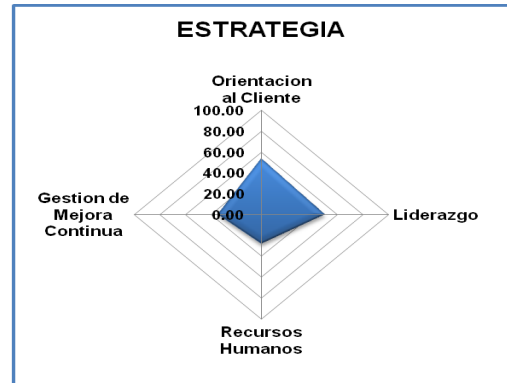 ESTRATEGIA
Orientacion
al Cliente
100.00
80.00
60.00
40.00
20.00
0.00
Gestion de
Mejora
Continua
Liderazgo
Recursos
Humanos